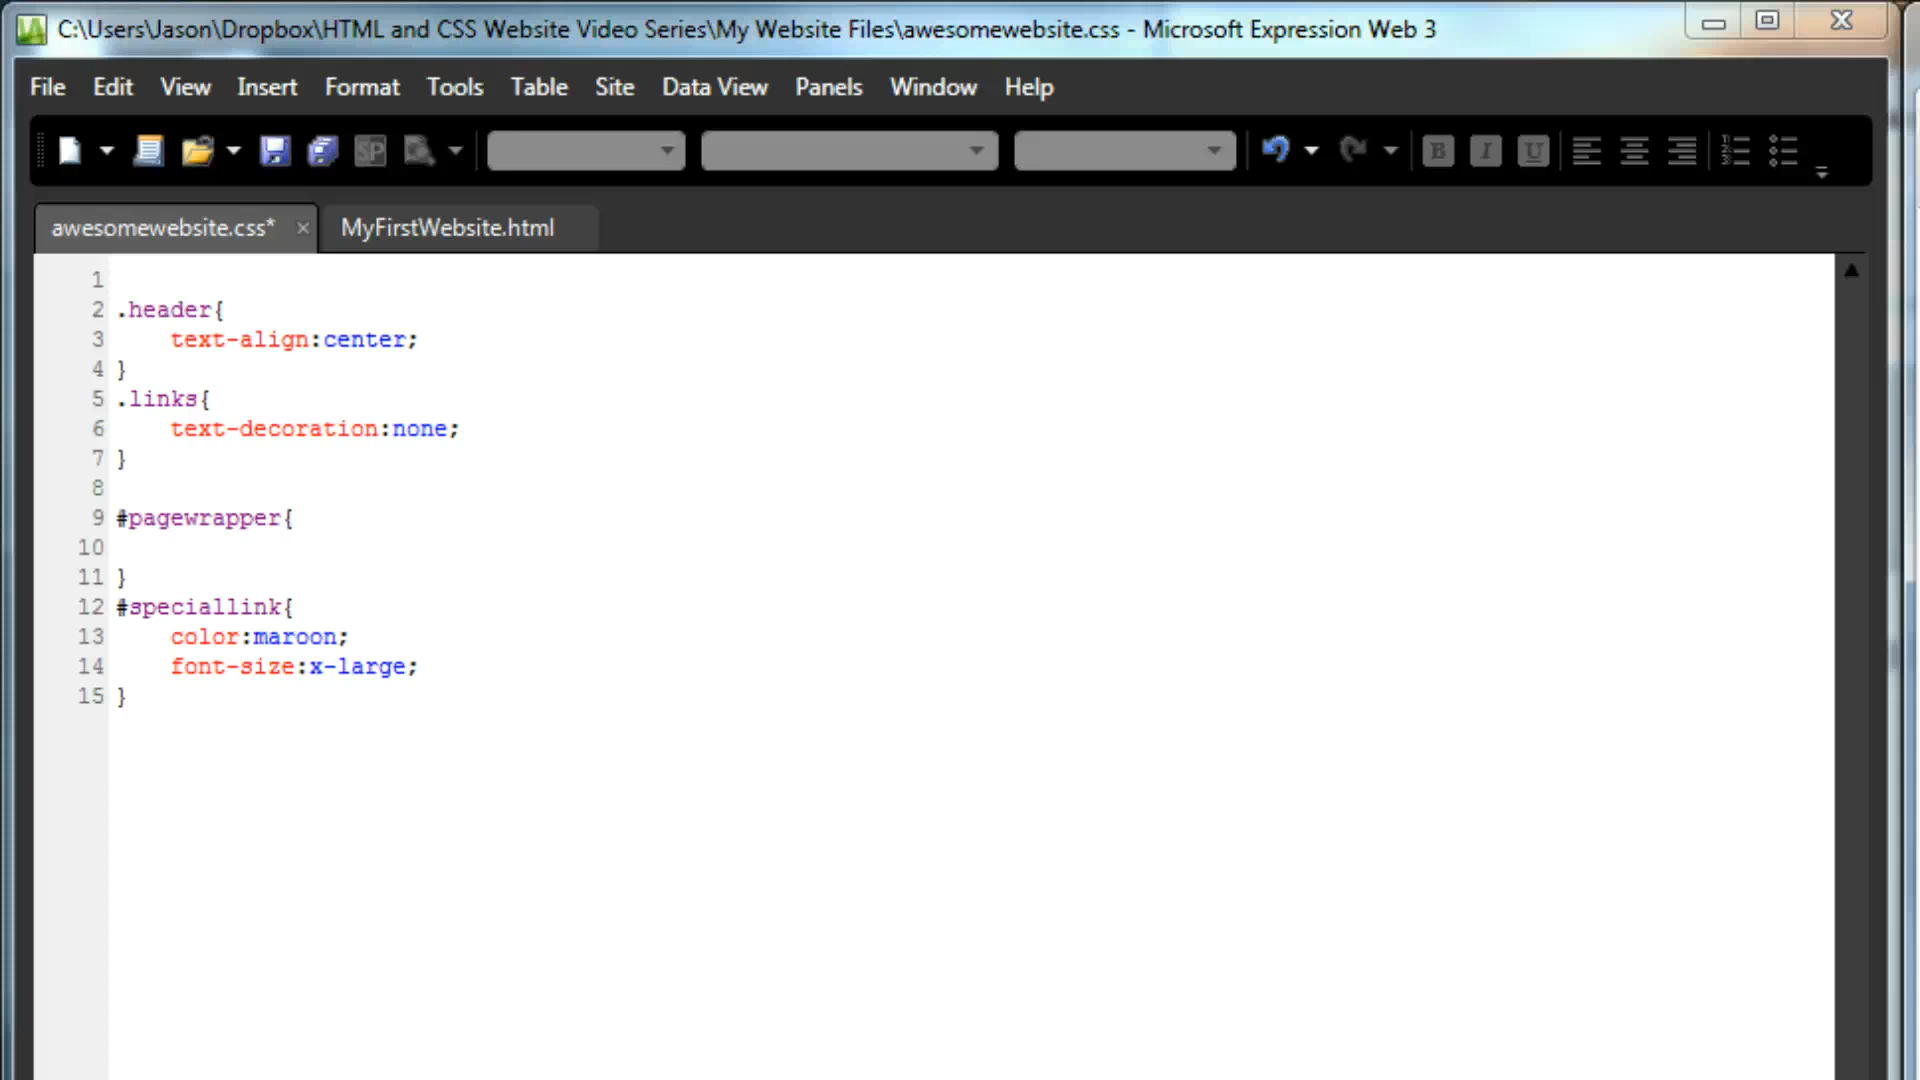 C:\Users\Jason\Dropbox\HTML and CSS Website Video Series\My Website Files\awesomewebsite.css - Microsoft Expression Web 3
File Edit View Insert Format Tools Table Site Data View Panels Window Help
SP B I U
awesomewebsite.css* × MyFirstWebsite.html
1
2 .header{
3 text-align:center;
4 }
5 .links{
6 text-decoration:none;
7 }
8
9 #pagewrapper{
10
11 }
12 #speciallink{
13 color:maroon;
14 font-size:x-large;
15 }